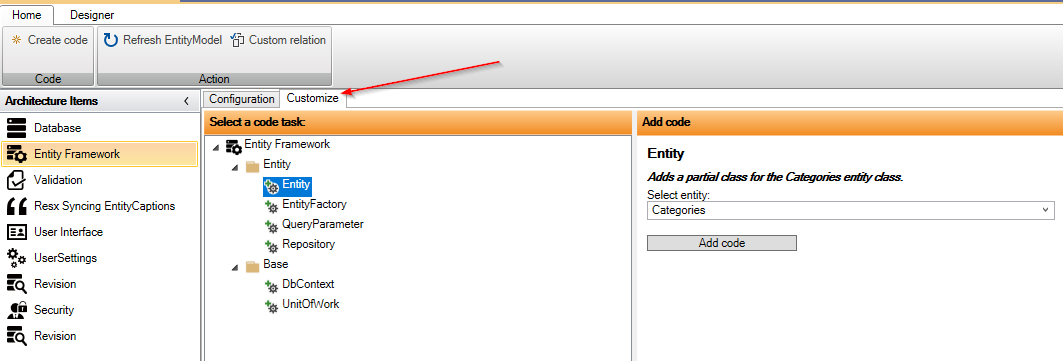 Home Designer
Create code Refresh EntityModel Custom relation
Code Action
Architecture Items
Database
Entity Framework
Validation
Resx Syncing EntityCaptions
User Interface
UserSettings
Revision
Security
Revision
Configuration Customize
Select a code task:
Entity Framework
Entity
Entity
EntityFactory
QueryParameter
Repository
Base
DbContext
UnitOfWork
Add code
Entity
Adds a partial class for the Categories entity class.
Select entity:
Categories
Add code